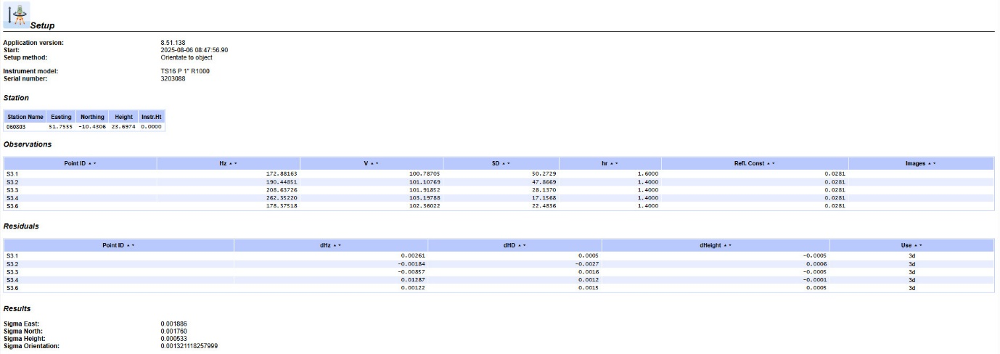 Setup
Application version: 8.51.138
Start: 2025-08-06 08:47:56.90
Setup method: Orientate to object
Instrument model: TS16 P 1" R1000
Serial number: 3203088
Station
Station Name Easting Northing Height Instr.Ht
060803 51.7555 -10.4306 23.6974 0.0000
Observations
Point ID Hz V SD hr Refl. Const Images
S3.1 172.88163 100.78705 50.2729 1.6000 0.0281
S3.2 190.44851 101.10769 47.8669 1.4000 0.0281
S3.3 208.63726 101.91852 28.1370 1.4000 0.0281
S3.4 262.35220 103.19788 17.1568 1.4000 0.0281
S3.6 178.37518 102.36022 22.4836 1.4000 0.0281
Residuals
Point ID dHz dHD dHeight Use
S3.1 0.00261 0.0005 -0.0005 3d
S3.2 -0.00184 -0.0027 0.0006 3d
S3.3 -0.00857 0.0016 -0.0005 3d
S3.4 0.01287 0.0012 -0.0001 3d
S3.6 0.00122 0.0015 0.0005 3d
Results
Sigma East: 0.001886
Sigma North: 0.001760
Sigma Height: 0.000533
Sigma Orientation: 0.001321118257999